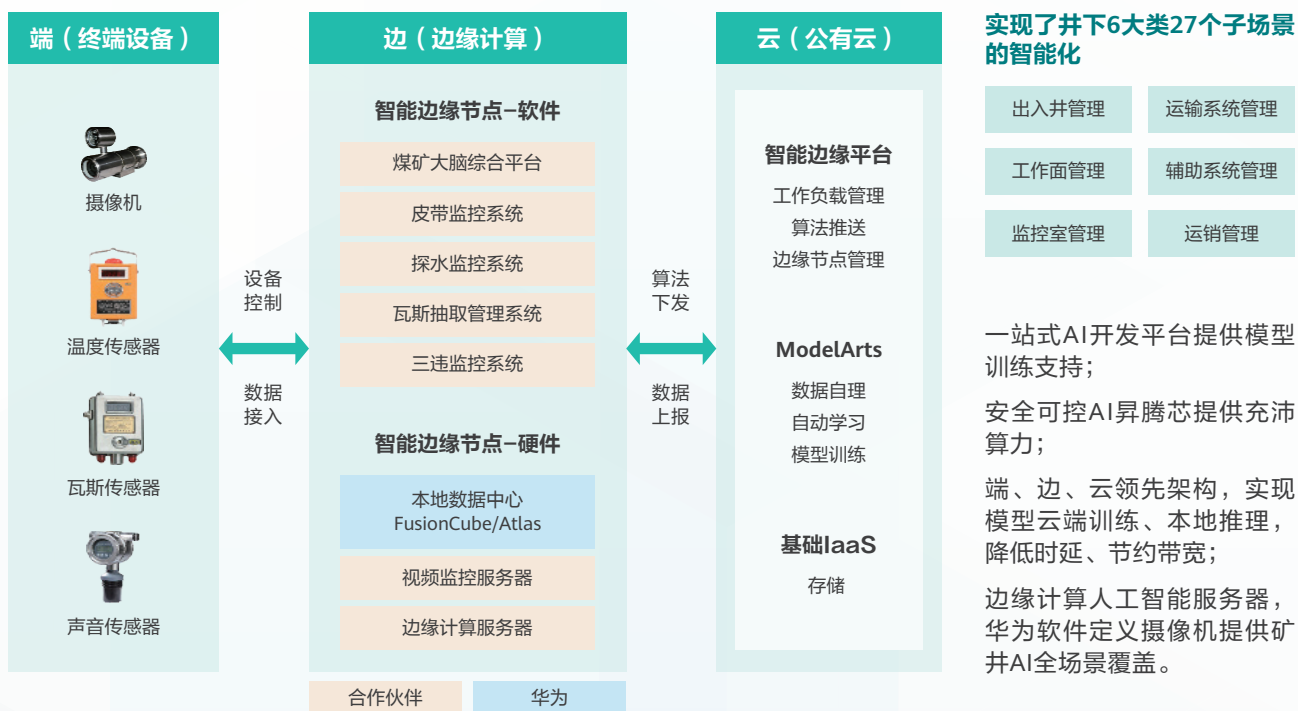 端（终端设备）
摄像机
温度传感器
瓦斯传感器
声音传感器
设备
控制
数据
接入
边（边缘计算）
智能边缘节点-软件
煤矿大脑综合平台
皮带监控系统
探水监控系统
瓦斯抽取管理系统
三违监控系统
智能边缘节点-硬件
本地数据中心
FusionCube/Atlas
视频监控服务器
边缘计算服务器
合作伙伴
华为
算法
下发
数据
上报
云（公有云）
智能边缘平台
工作负载管理
算法推送
边缘节点管理
ModelArts
数据自理
自动学习
模型训练
基础IaaS
存储
实现了井下6大类27个子场景
的智能化
出入井管理
运输系统管理
工作面管理
辅助系统管理
监控室管理
运销管理
一站式AI开发平台提供模型
训练支持；
安全可控AI昇腾芯提供充沛
算力；
端、边、云领先架构，实现
模型云端训练、本地推理，
降低时延、节约带宽；
边缘计算人工智能服务器，
华为软件定义摄像机提供矿
井AI全场景覆盖。